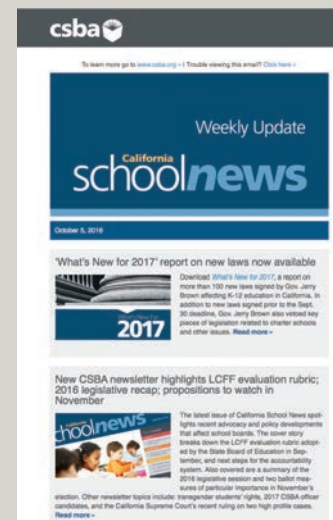 csba
To learn more go to www.csba.org » | Trouble viewing this email? Click here »
Weekly Update
California
schoolnews
October 5, 2016
'What's New for 2017' report on new laws now available
Download What's New for 2017, a report on
more than 100 new laws signed by Gov. Jerry
Brown affecting K-12 education in California. In
addition to new laws signed prior to the Sept.
30 deadline, Gov. Jerry Brown also vetoed key
pieces of legislation related to charter schools
and other issues. Read more »
What's New For
2017
New CSBA newsletter highlights LCFF evaluation rubric;
2016 legislative recap; propositions to watch in
November
The latest issue of California School News spot-
lights recent advocacy and policy developments
that affect school boards. The cover story
breaks down the LCFF evaluation rubric adopt-
ed by the State Board of Education in Sep-
tember, and next steps for the accountability
system. Also covered are a summary of the
2016 legislative session and two ballot mea-
sures of particular importance in November's
election. Other newsletter topics include: transgender students' rights, 2017 CSBA officer
candidates, and the California Supreme Court's recent ruling on two high profile cases.
Read more »
hoolnews